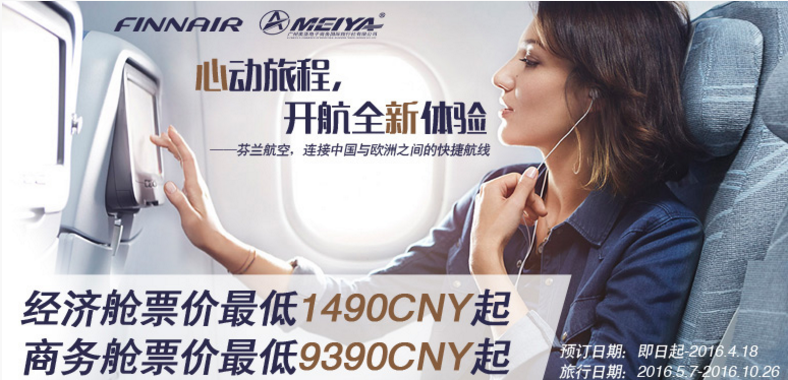 FINNAIR MEIYA®
心动旅程,
开航全新体验
——芬兰航空，连接中国与欧洲之间的快捷航线
经济舱票价最低1490CNY起
商务舱票价最低9390CNY起
预订日期：即日起-2016.4.18
旅行日期：2016.5.7-2016.10.26